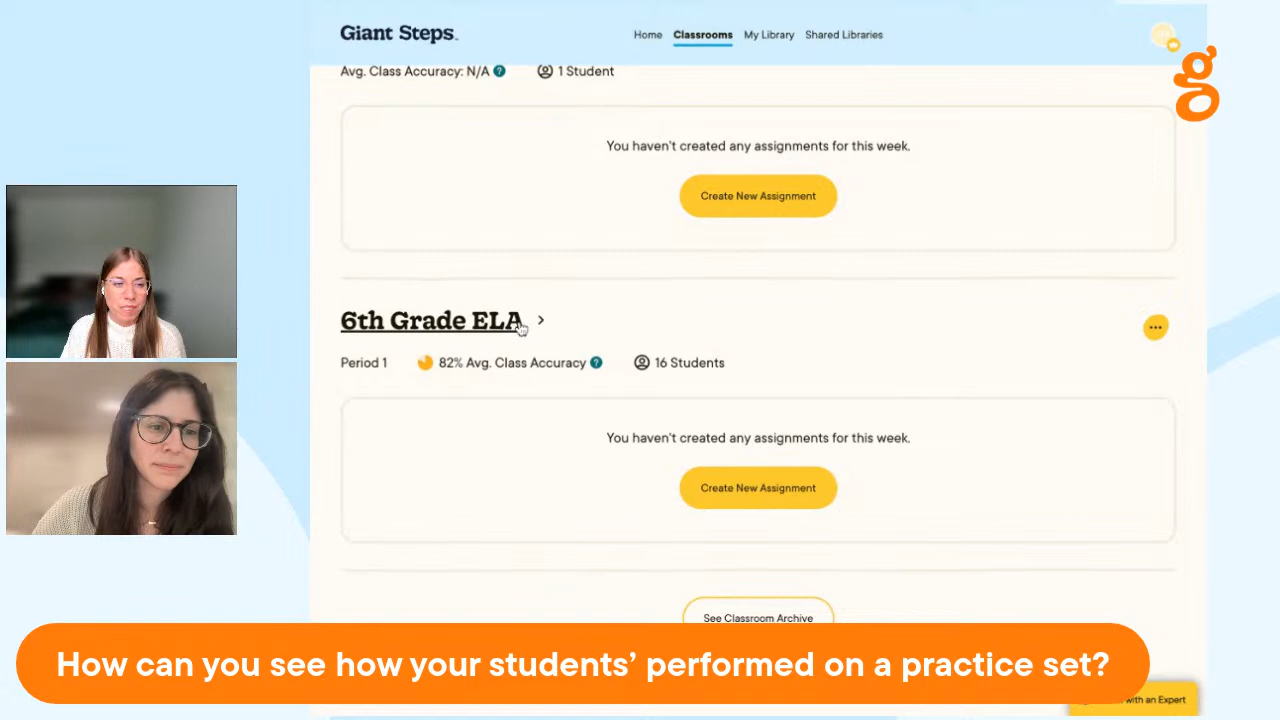 Giant Steps
Home Classrooms My Library Shared Libraries
g
Avg. Class Accuracy: N/A ? 1 Student
You haven't created any assignments for this week.
Create New Assignment
6th Grade ELA >
Period 1 82% Avg. Class Accuracy ? 16 Students
You haven't created any assignments for this week.
Create New Assignment
See Classroom Archive
How can you see how your students’ performed on a practice set?
with an Expert